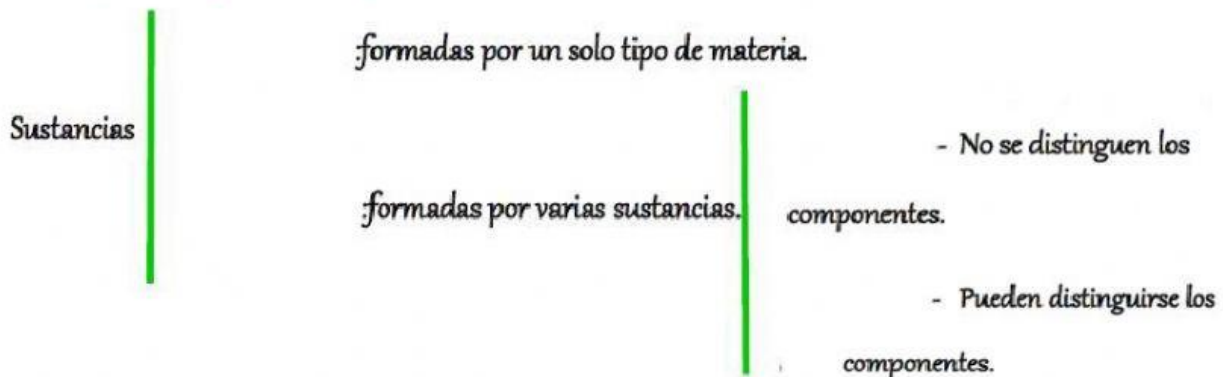 :formadas por un solo tipo de materia.
Sustancias
- No se distinguen los
:formadas por varias sustancias.
componentes.
- Pueden distinguirse los
componentes.